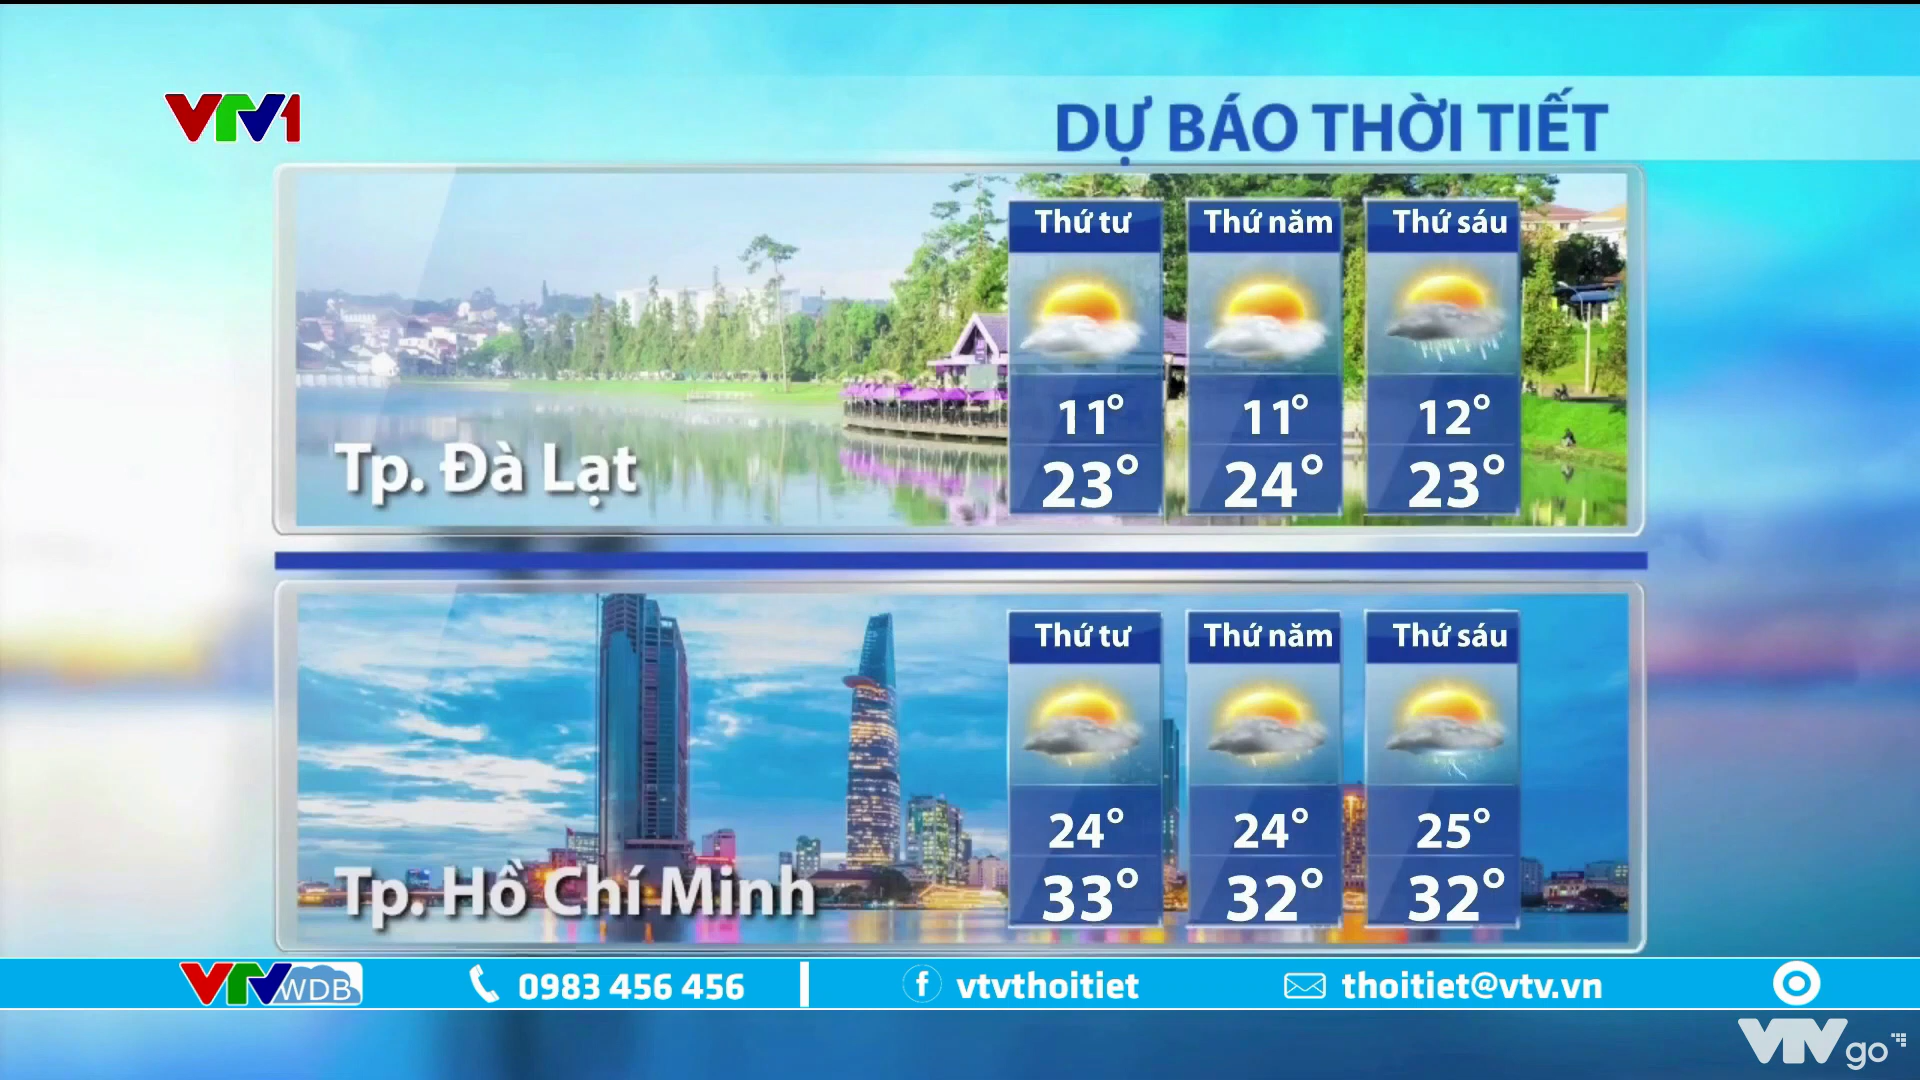 VTV1
DỰ BÁO THỜI TIẾT
Thứ tư Thứ năm Thứ sáu
11° 11° 12°
23° 24° 23°
Tp. Đà Lạt
Thứ tư Thứ năm Thứ sáu
24° 24° 25°
33° 32° 32°
Tp. Hồ Chí Minh
VTV WDB 0983 456 456 vtvthoitiet thoitiet@vtv.vn
VTV go